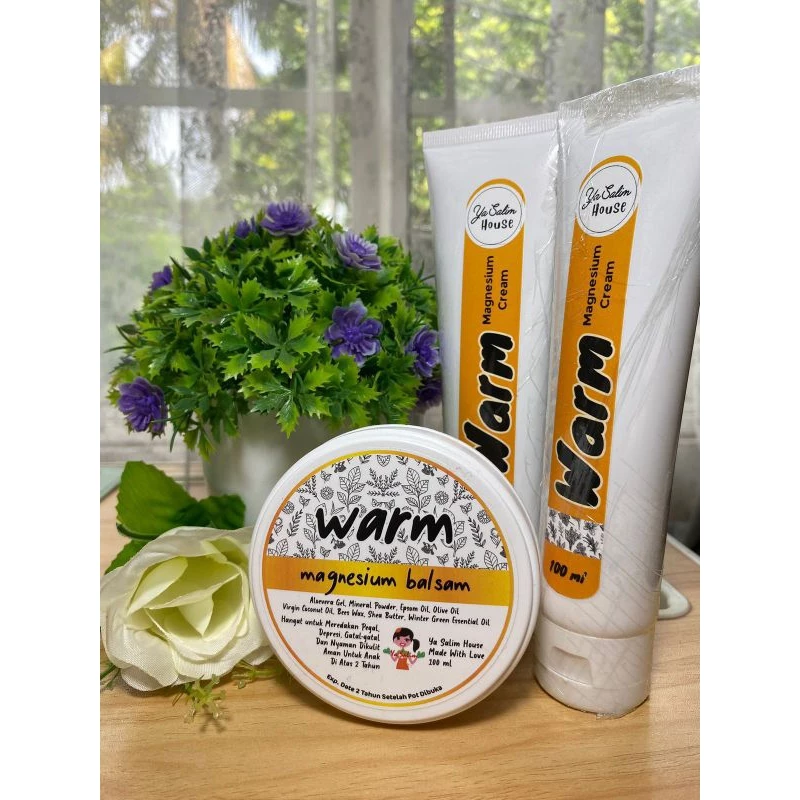 Ya Salim
House
Magnesium
Cream
Warm
Ya Salim
House
Magnesium
Cream
Warm
100 ml
warm
magnesium balsam
Aloevera Gel, Mineral Powder, Epsom Oil, Olive Oil
Virgin Coconut Oil, Bees Wax, Shea Butter, Winter Green Essential Oil
Hangat untuk Meredakan Pegal,
Depresi, Gatal-gatal
Dan Nyaman Dikulit
Aman Untuk Anak
Di Atas 2 Tahun
Ya Salim House
Made With Love
100 ml
Exp. Date 2 Tahun Setelah Pot Dibuka